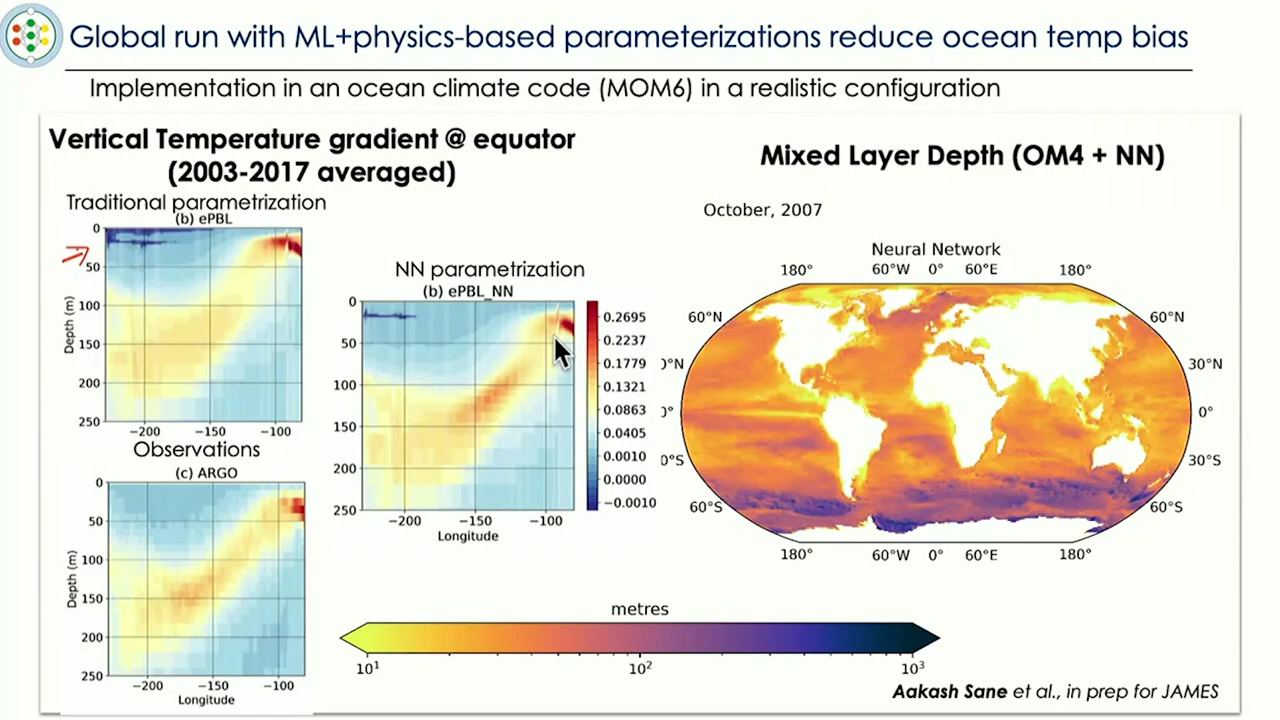 Global run with ML+physics-based parameterizations reduce ocean temp bias
Implementation in an ocean climate code (MOM6) in a realistic configuration
Vertical Temperature gradient @ equator
(2003-2017 averaged)
Traditional parametrization
(b) ePBL
0
50
100
150
200
250
Depth (m)
−200 −150 −100
Observations
(c) ARGO
0
50
100
150
200
250
Depth (m)
−200 −150 −100
Longitude
NN parametrization
(b) ePBL_NN
0
50
100
150
200
250
−200 −150 −100
Longitude
0.2695
0.2237
0.1779
0.1321
0.0863
0.0405
0.0010
0.0000
−0.0010
Mixed Layer Depth (OM4 + NN)
October, 2007
Neural Network
180° 60°W 0° 60°E 180°
60°N 60°N
0°N 30°N
0° 0°
0°S 30°S
60°S 60°S
180° 60°W 0° 60°E 180°
metres
10¹ 10² 10³
Aakash Sane et al., in prep for JAMES